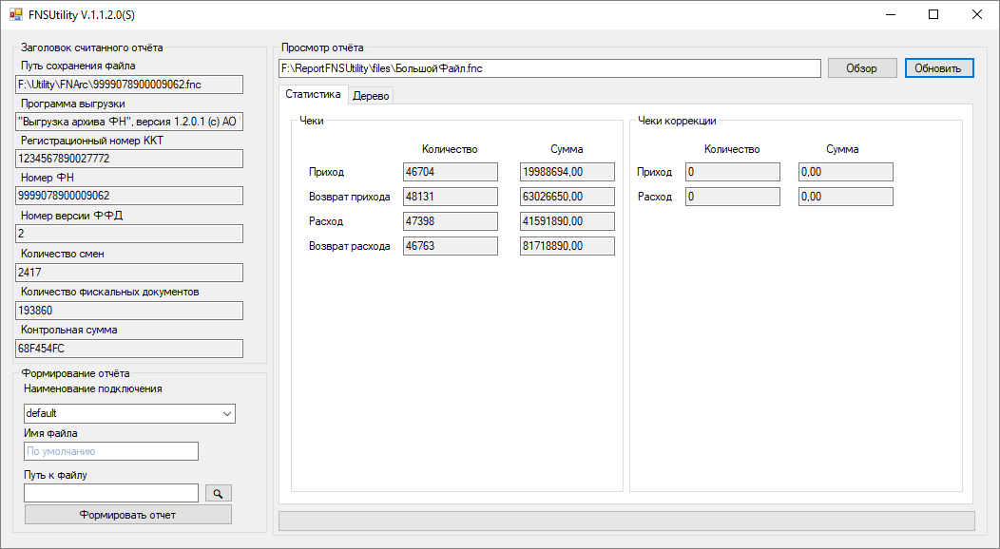 FNSUtility V.1.1.2.0(S)
Заголовок считанного отчёта
Путь сохранения файла
F:\Utility\FNArc\9999078900009062.fnc
Программа выгрузки
"Выгрузка архива ФН", версия 1.2.0.1 (с) АО
Регистрационный номер ККТ
1234567890027772
Номер ФН
9999078900009062
Номер версии ФФД
2
Количество смен
2417
Количество фискальных документов
193860
Контрольная сумма
68F454FC
Формирование отчёта
Наименование подключения
default
Имя файла
По умолчанию
Путь к файлу
Формировать отчет
Просмотр отчёта
F:\ReportFNSUtility\files\БольшойФайл.fnc
Обзор
Обновить
Статистика Дерево
Чеки
Количество Сумма
Приход 46704 19988694,00
Возврат прихода 48131 63026650,00
Расход 47398 41591890,00
Возврат расхода 46763 81718890,00
Чеки коррекции
Количество Сумма
Приход 0 0,00
Расход 0 0,00